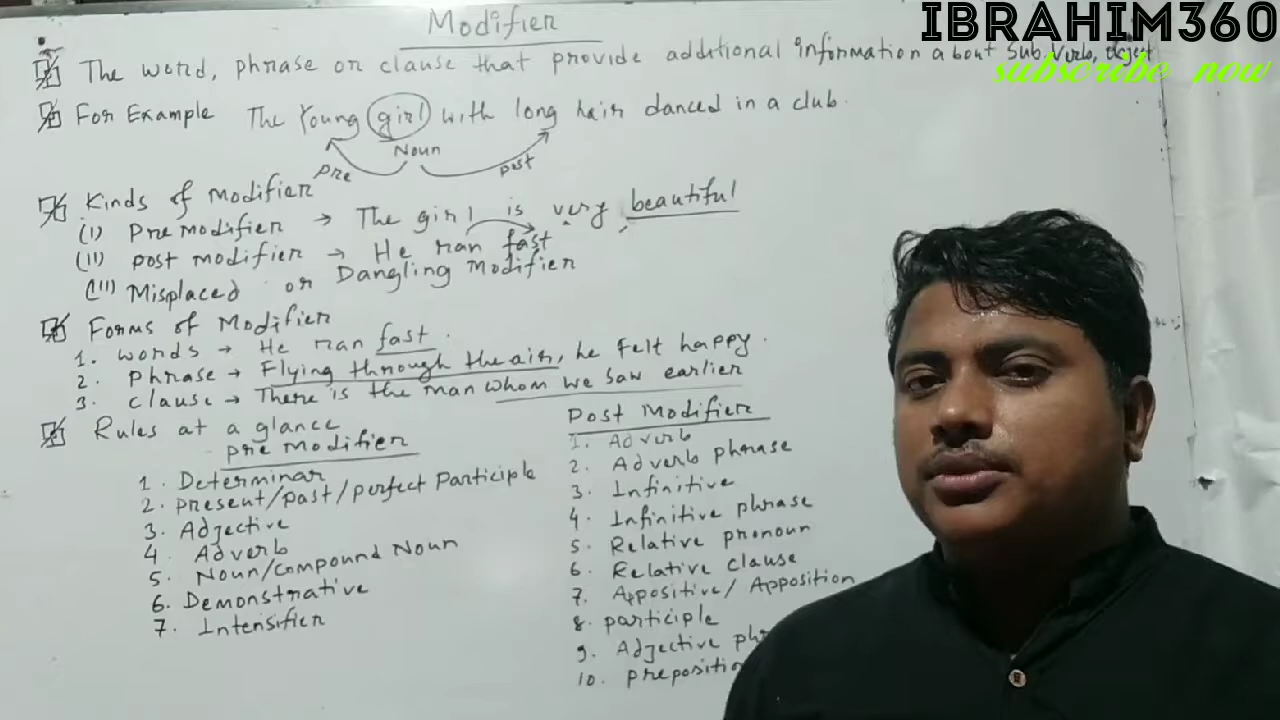 IBRAHIM360
subscribe now
Modifier
The word, phrase or clause that provide additional information about Sub, Verb, object
For Example The Young girl with long hair danced in a club.
Noun
pre
post
Kinds of Modifier
(I) Pre modifier → The girl is very beautiful
(II) post modifier → He ran fast
(III) Misplaced or Dangling Modifier
Forms of Modifier
1. words → He ran fast.
2. Phrase → Flying through the air, he felt happy.
3. clause → There is the man whom we saw earlier
Rules at a glance
Pre Modifier
1. Determinar
2. present/past/perfect Participle
3. Adjective
4. Adverb
5. Noun/compound Noun
6. Demonstrative
7. Intensifier
Post Modifier
1. Adverb
2. Adverb phrase
3. Infinitive
4. Infinitive phrase
5. Relative pronoun
6. Relative clause
7. Appositive/Apposition
8. participle
9. Adjective
10.